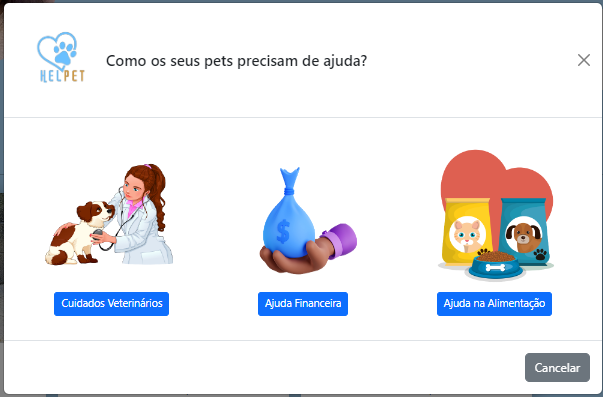 HELPET
Como os seus pets precisam de ajuda?
$
Cuidados Veterinários
Ajuda Financeira
Ajuda na Alimentação
Cancelar